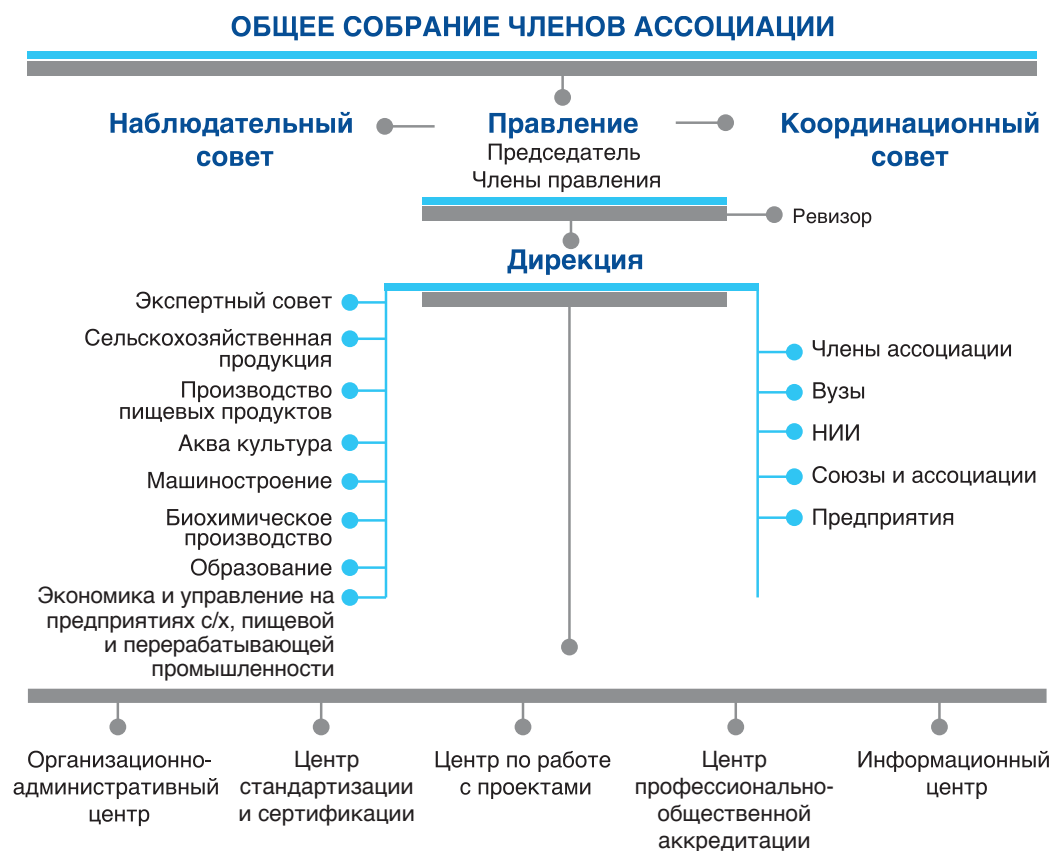 ОБЩЕЕ СОБРАНИЕ ЧЛЕНОВ АССОЦИАЦИИ
Наблюдательный
совет
Правление
Председатель
Члены правления
Координационный
совет
Ревизор
Дирекция
Экспертный совет
Сельскохозяйственная
продукция
Производство
пищевых продуктов
Аква культура
Машиностроение
Биохимическое
производство
Образование
Экономика и управление на
предприятиях с/х, пищевой
и перерабатывающей
промышленности
Члены ассоциации
Вузы
НИИ
Союзы и ассоциации
Предприятия
Организационно-
административный
центр
Центр
стандартизации
и сертификации
Центр по работе
с проектами
Центр
профессионально-
общественной
аккредитации
Информационный
центр